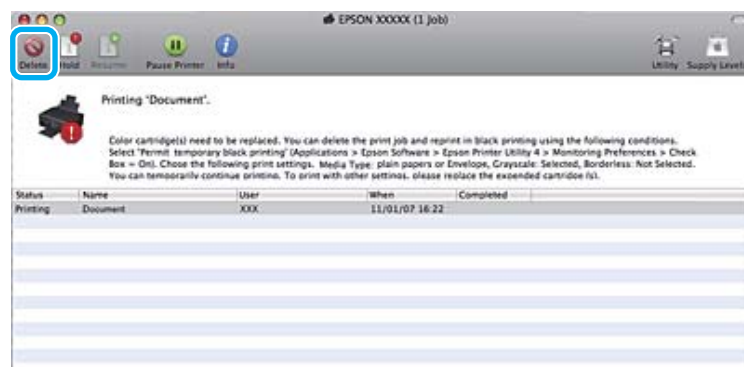 EPSON XXXXX (1 Job)
Delete Hold Resume Pause Printer Info Utility Supply Levels
Printing "Document".
Color cartridge(s) need to be replaced. You can delete the print job and reprint in black printing using the following conditions.
Select "Permit temporary black printing" (Applications > Epson Software > Epson Printer Utility 4 > Monitoring Preferences > Check
Box = On). Chose the following print settings. Media Type: plain papers or Envelope, Grayscale: Selected, Borderless: Not Selected.
You can temporarily continue printing. To print with other settings, please replace the expended cartridge (s).
Status Name User When Completed
Printing Document XXX 11/01/07 16:22